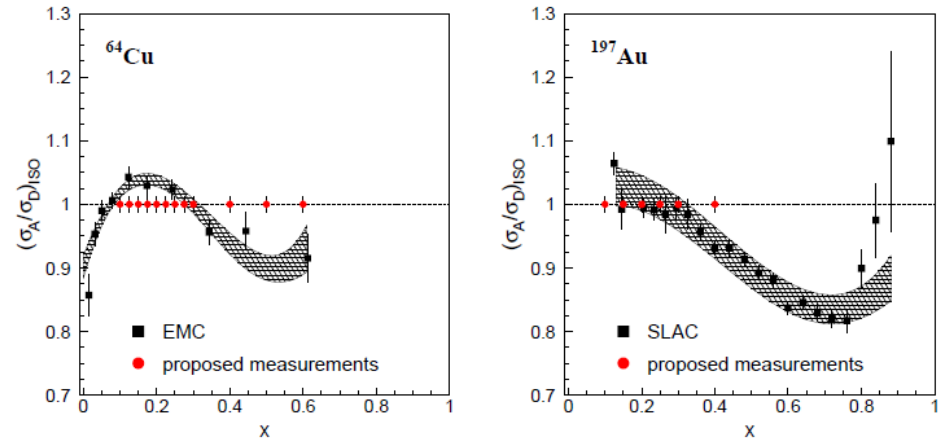 1.3
1.2
1.1
1
0.9
0.8
0.7
(σA/σD)ISO
64Cu
EMC
proposed measurements
0
0.2
0.4
0.6
0.8
1
x
1.3
1.2
1.1
1
0.9
0.8
0.7
(σA/σD)ISO
197Au
SLAC
proposed measurements
0
0.2
0.4
0.6
0.8
1
x